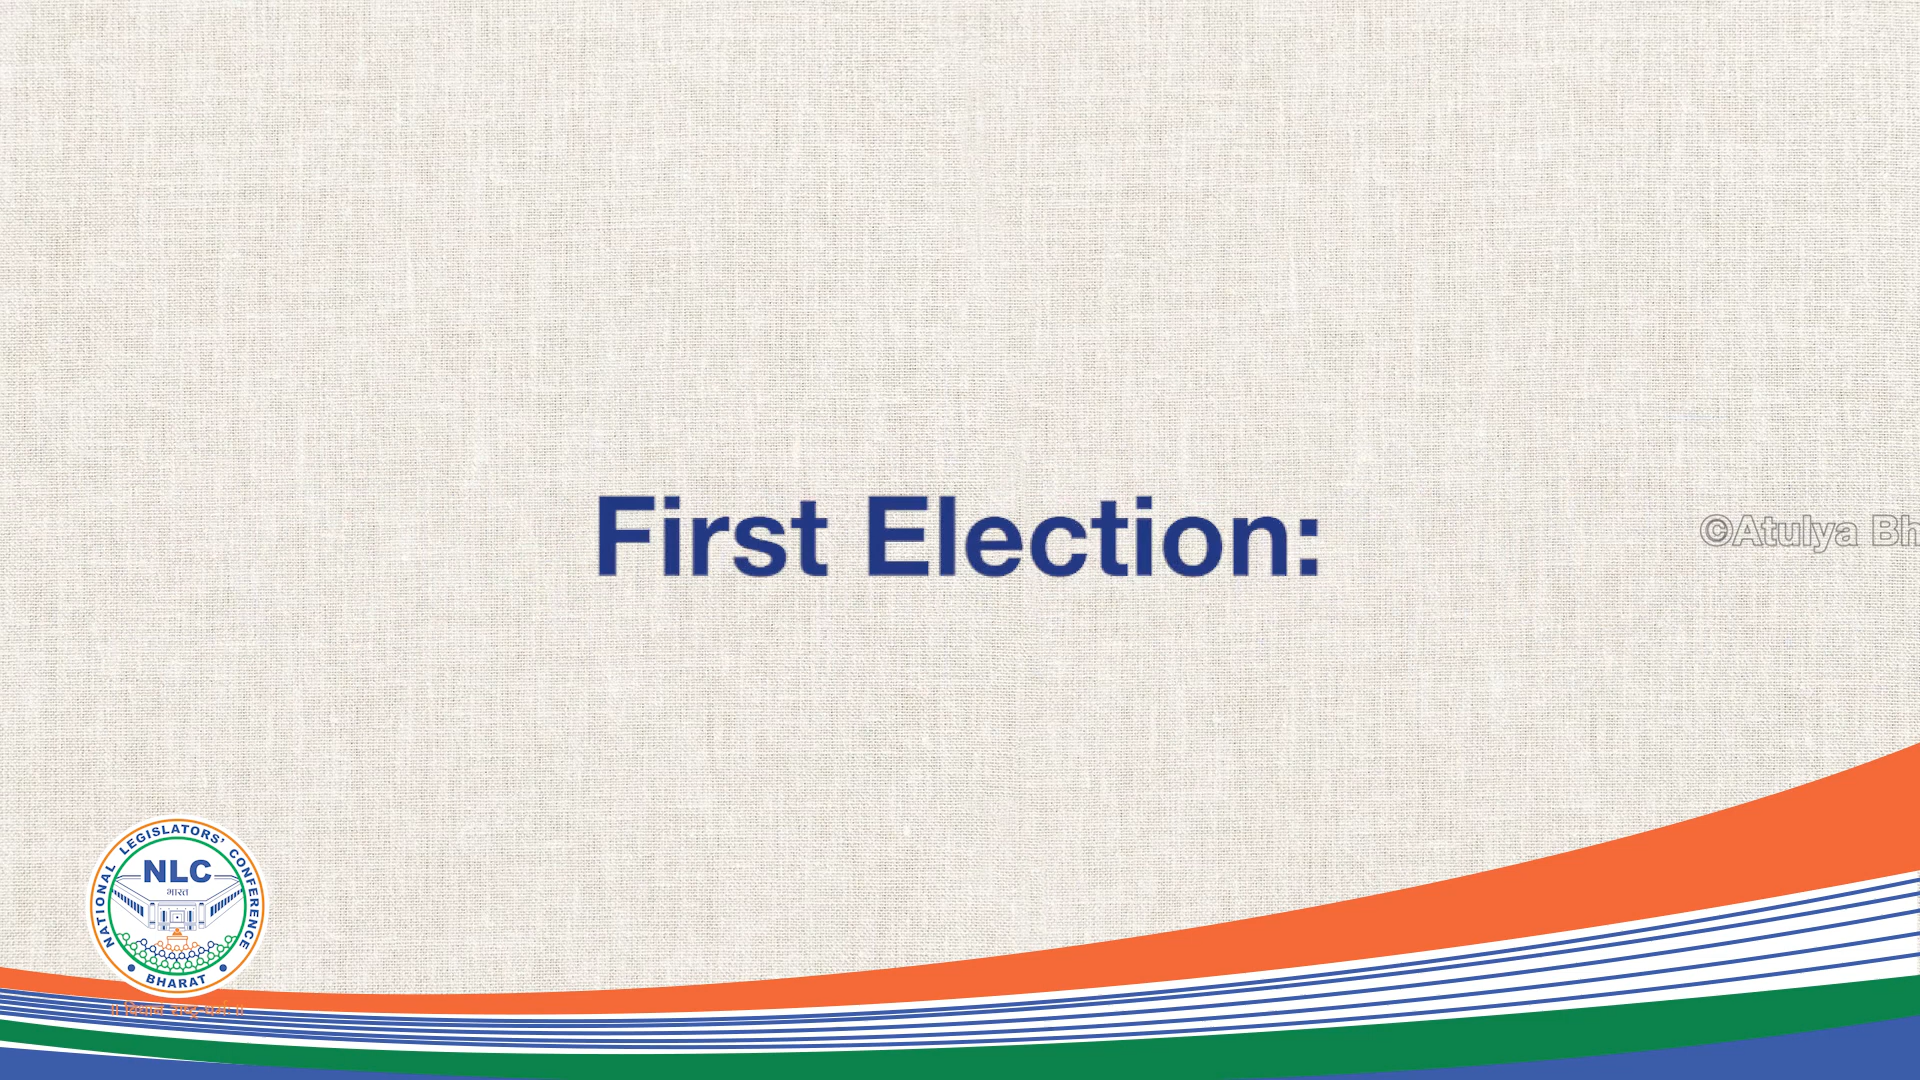 First Election:
©Atulya Bh
NATIONAL LEGISLATORS' CONFERENCE
NLC
भारत
BHARAT